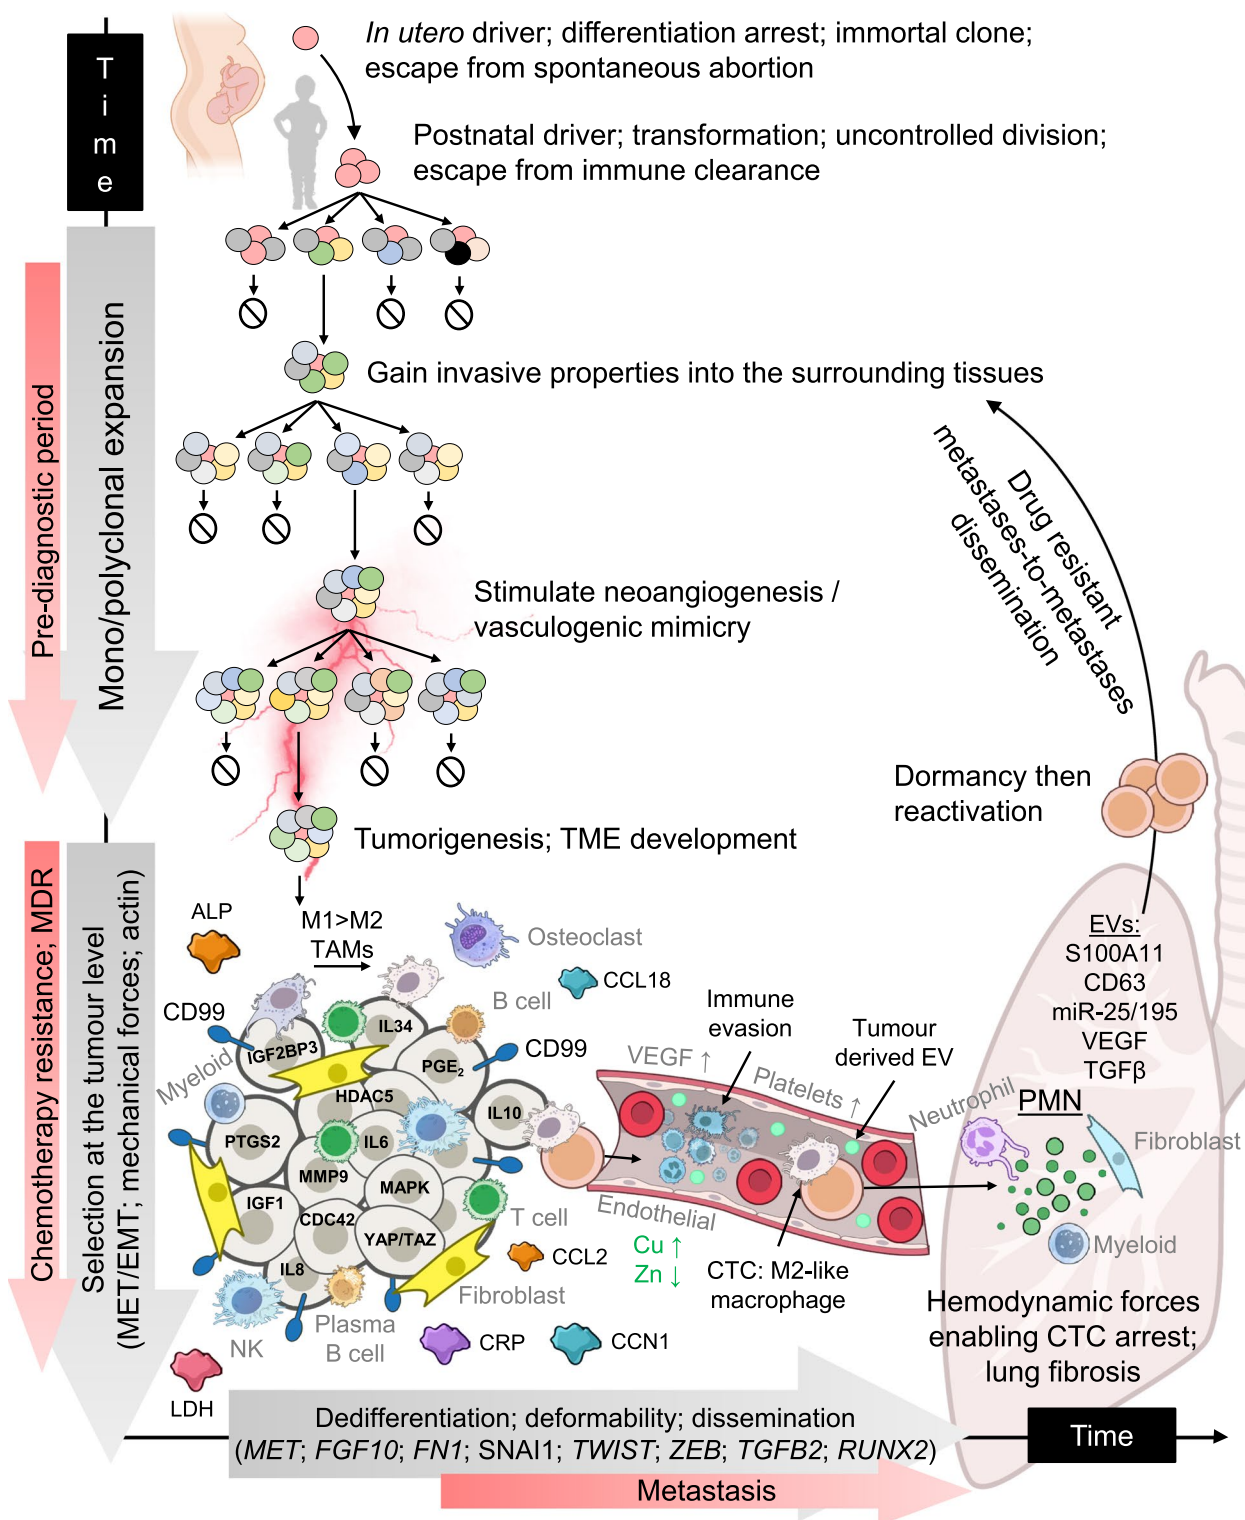 Time
In utero driver; differentiation arrest; immortal clone;
escape from spontaneous abortion
Postnatal driver; transformation; uncontrolled division;
escape from immune clearance
Pre-diagnostic period
Mono/polyclonal expansion
Gain invasive properties into the surrounding tissues
Stimulate neoangiogenesis /
vasculogenic mimicry
Drug resistant
metastases-to-metastases
dissemination
Dormancy then
reactivation
Tumorigenesis; TME development
Chemotherapy resistance; MDR
Selection at the tumour level
(MET/EMT; mechanical forces; actin)
ALP
M1>M2
TAMs
Osteoclast
B cell
CCL18
CD99
Myeloid
IGF2BP3
IL34
PGE₂
CD99
HDAC5
IL10
PTGS2
IL6
MMP9
MAPK
IGF1
CDC42
YAP/TAZ
IL8
T cell
CCL2
Fibroblast
NK
Plasma
B cell
CRP
CCN1
LDH
Immune
evasion
Tumour
derived EV
VEGF ↑
Platelets ↑
Endothelial
Cu ↑
Zn ↓
CTC: M2-like
macrophage
EVs:
S100A11
CD63
miR-25/195
VEGF
TGFβ
PMN
Neutrophil
Fibroblast
Myeloid
Hemodynamic forces
enabling CTC arrest;
lung fibrosis
Dedifferentiation; deformability; dissemination
(MET; FGF10; FN1; SNAI1; TWIST; ZEB; TGFB2; RUNX2)
Time
Metastasis